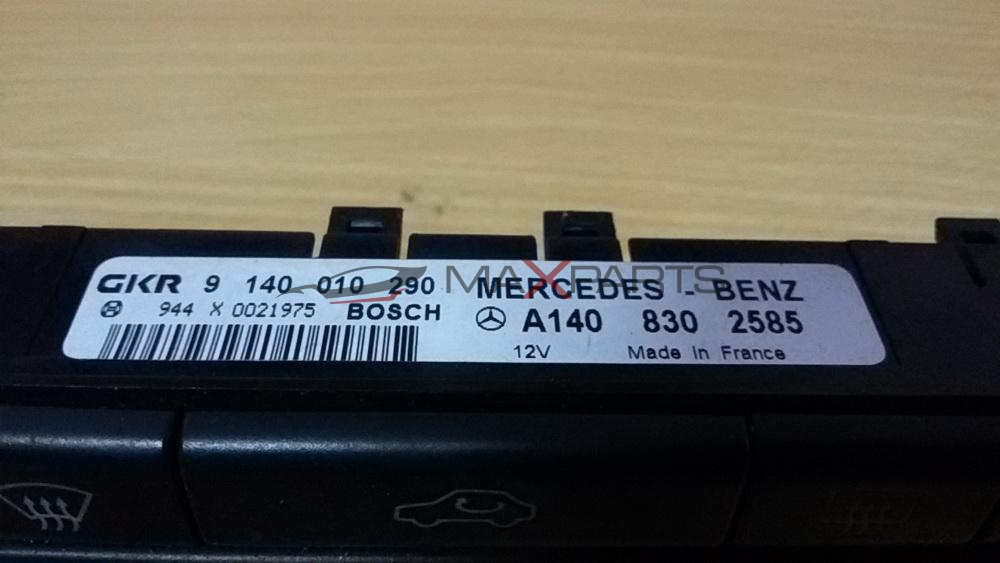 GKR 9 140 010 290 MERCEDES - BENZ
944 X 0021975 BOSCH A140 830 2585
12V Made in France
MAXPARTS